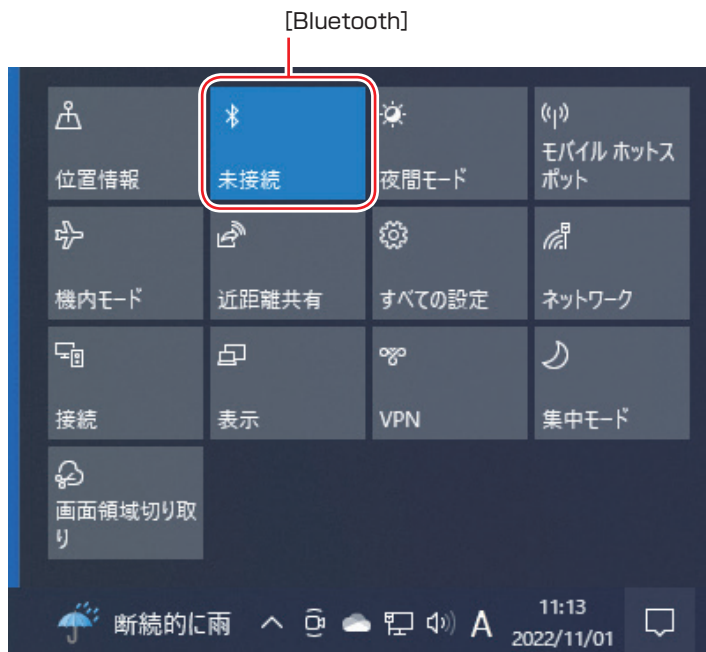 [Bluetooth]
位置情報
未接続
夜間モード
モバイル ホットス
ポット
機内モード
近距離共有
すべての設定
ネットワーク
接続
表示
VPN
集中モード
画面領域切り取
り
断続的に雨
A
11:13
2022/11/01